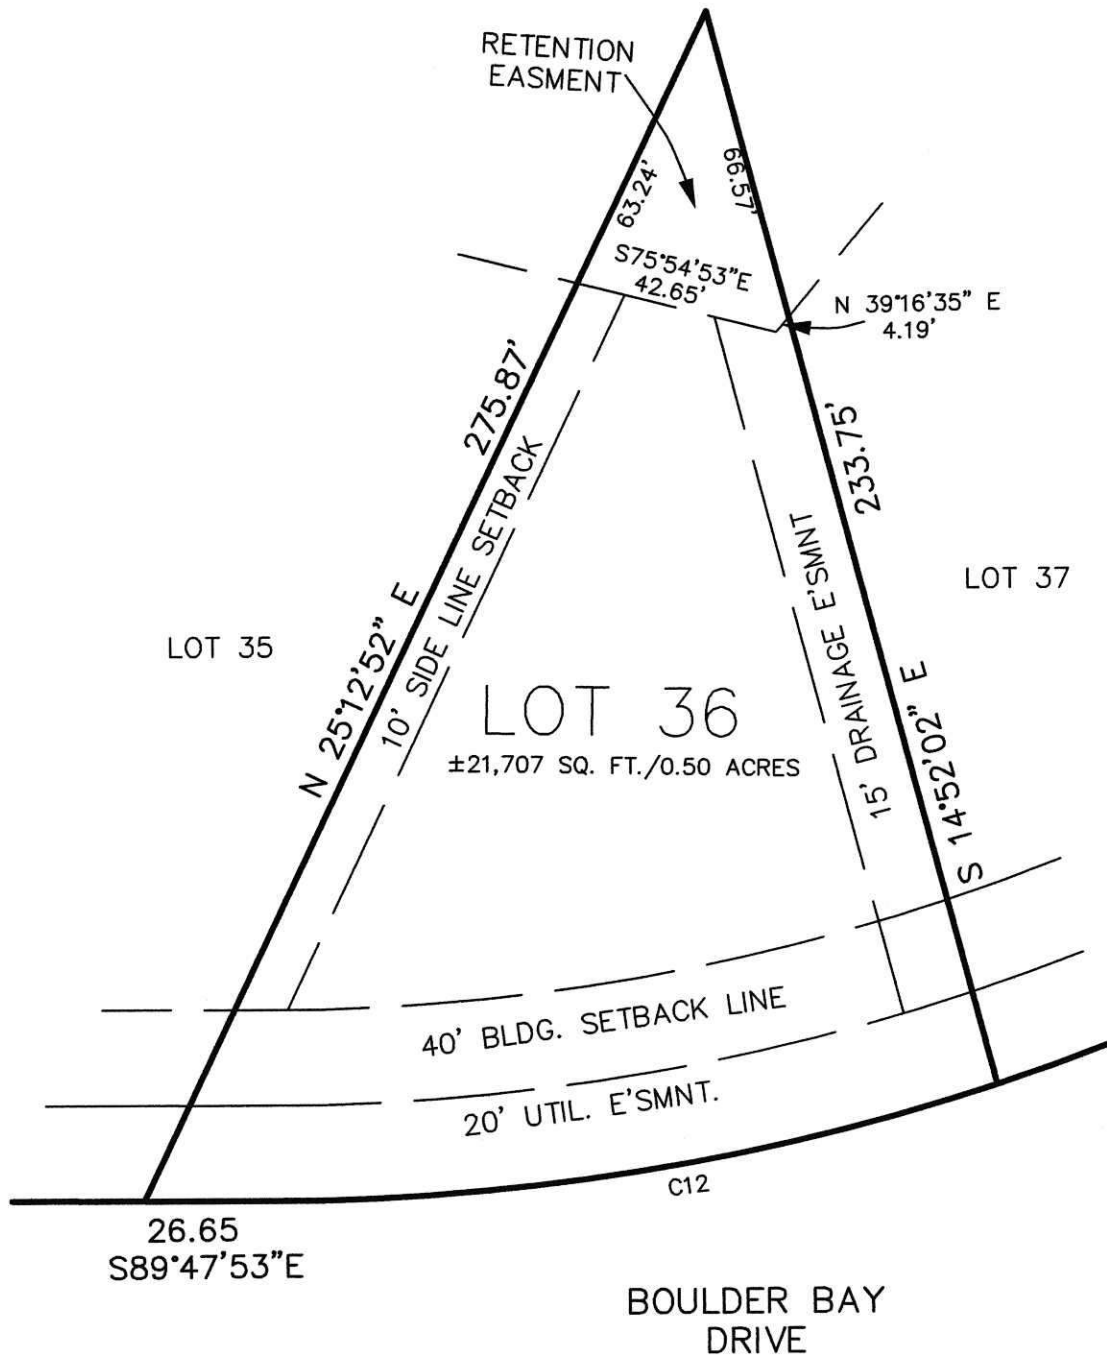 RETENTION
EASMENT
63.24'
66.57'
S75°54'53"E
42.65'
N 39°16'35" E
4.19'
275.87'
233.75'
N 25°12'52" E
10' SIDE LINE SETBACK
15' DRAINAGE E'SMNT
S 14°52'02" E
LOT 35
LOT 37
LOT 36
±21,707 SQ. FT./0.50 ACRES
40' BLDG. SETBACK LINE
20' UTIL. E'SMNT.
C12
26.65
S89°47'53"E
BOULDER BAY
DRIVE